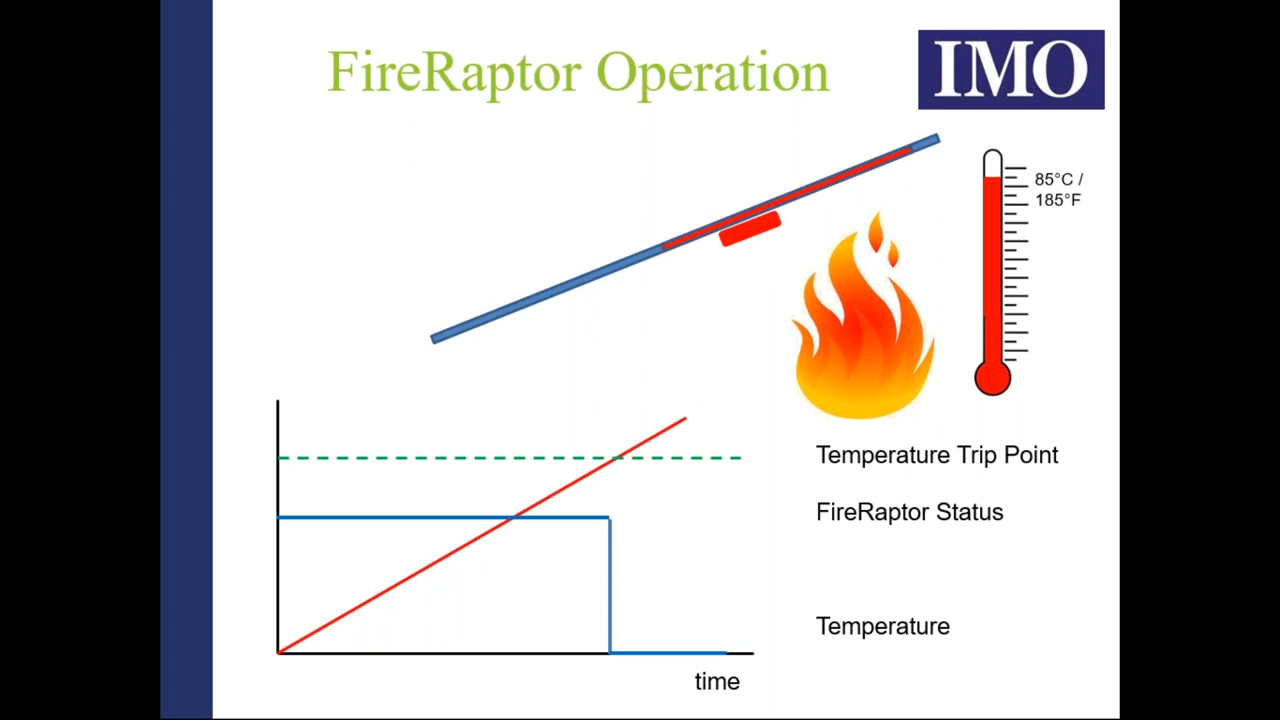 FireRaptor Operation
IMO
85°C /
185°F
Temperature Trip Point
FireRaptor Status
Temperature
time